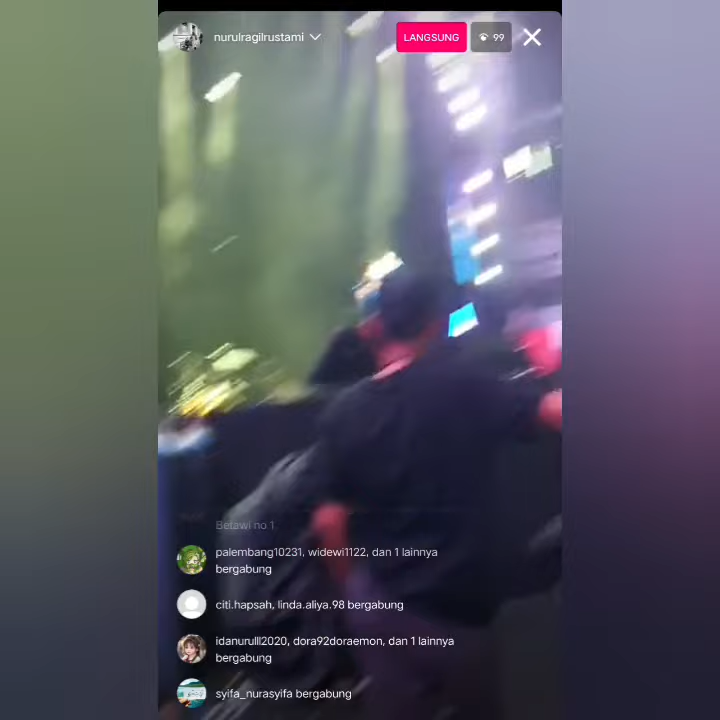 nurulragilrustami
LANGSUNG
99
Betawi no 1
palembang10231, widewi1122, dan 1 lainnya
bergabung
citi.hapsah, linda.aliya.98 bergabung
idanurulll2020, dora92doraemon, dan 1 lainnya
bergabung
syifa_nurasyifa bergabung